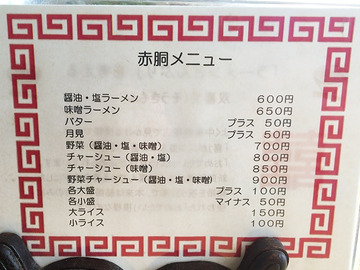 赤胴メニュー
醤油・塩ラーメン 600円
味噌ラーメン 650円
バター プラス 50円
月見 プラス 50円
野菜（醤油・塩・味噌） 700円
チャーシュー（醤油・塩） 800円
チャーシュー（味噌） 850円
野菜チャーシュー（醤油・塩・味噌） 900円
各大盛 プラス 100円
各小盛 マイナス 50円
大ライス 150円
小ライス 100円